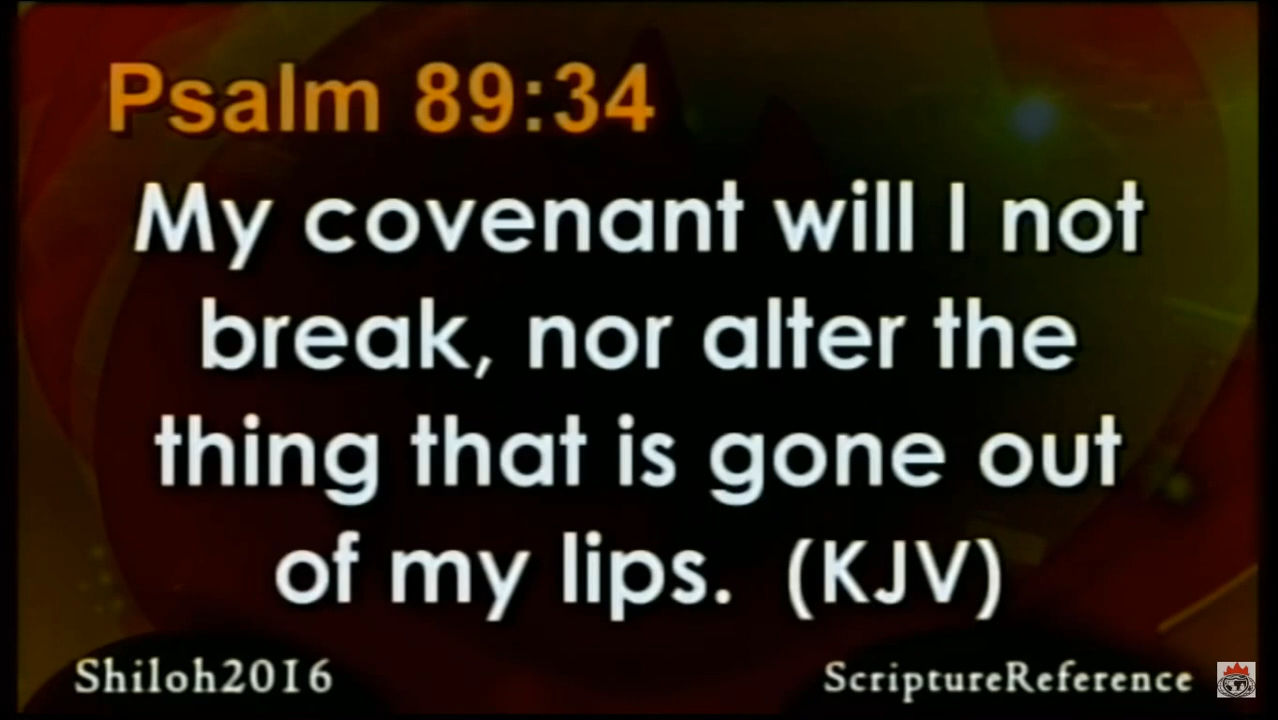 Psalm 89:34
My covenant will I not
break, nor alter the
thing that is gone out
of my lips. (KJV)
Shiloh2016
ScriptureReference